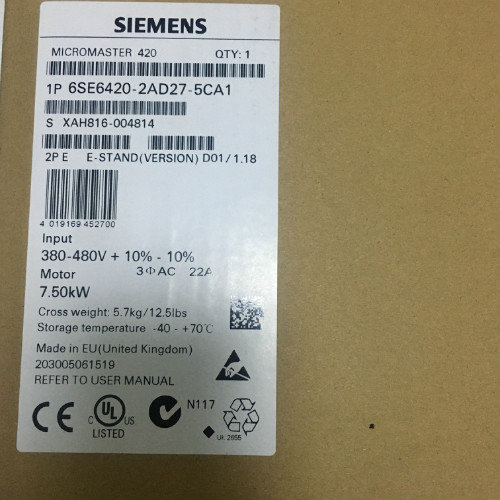 SIEMENS
MICROMASTER 420 QTY: 1
1P 6SE6420-2AD27-5CA1
S XAH816-004814
2P E E-STAND(VERSION) D01/1.18
4 019169 452700
Input
380-480V + 10% - 10%
Motor 3ΦAC 22A
7.50kW
Cross weight: 5.7kg/12.5lbs
Storage temperature -40 - +70℃
Made in EU(United Kingdom)
203005061519
REFER TO USER MANUAL
CE C UL US N117
LISTED